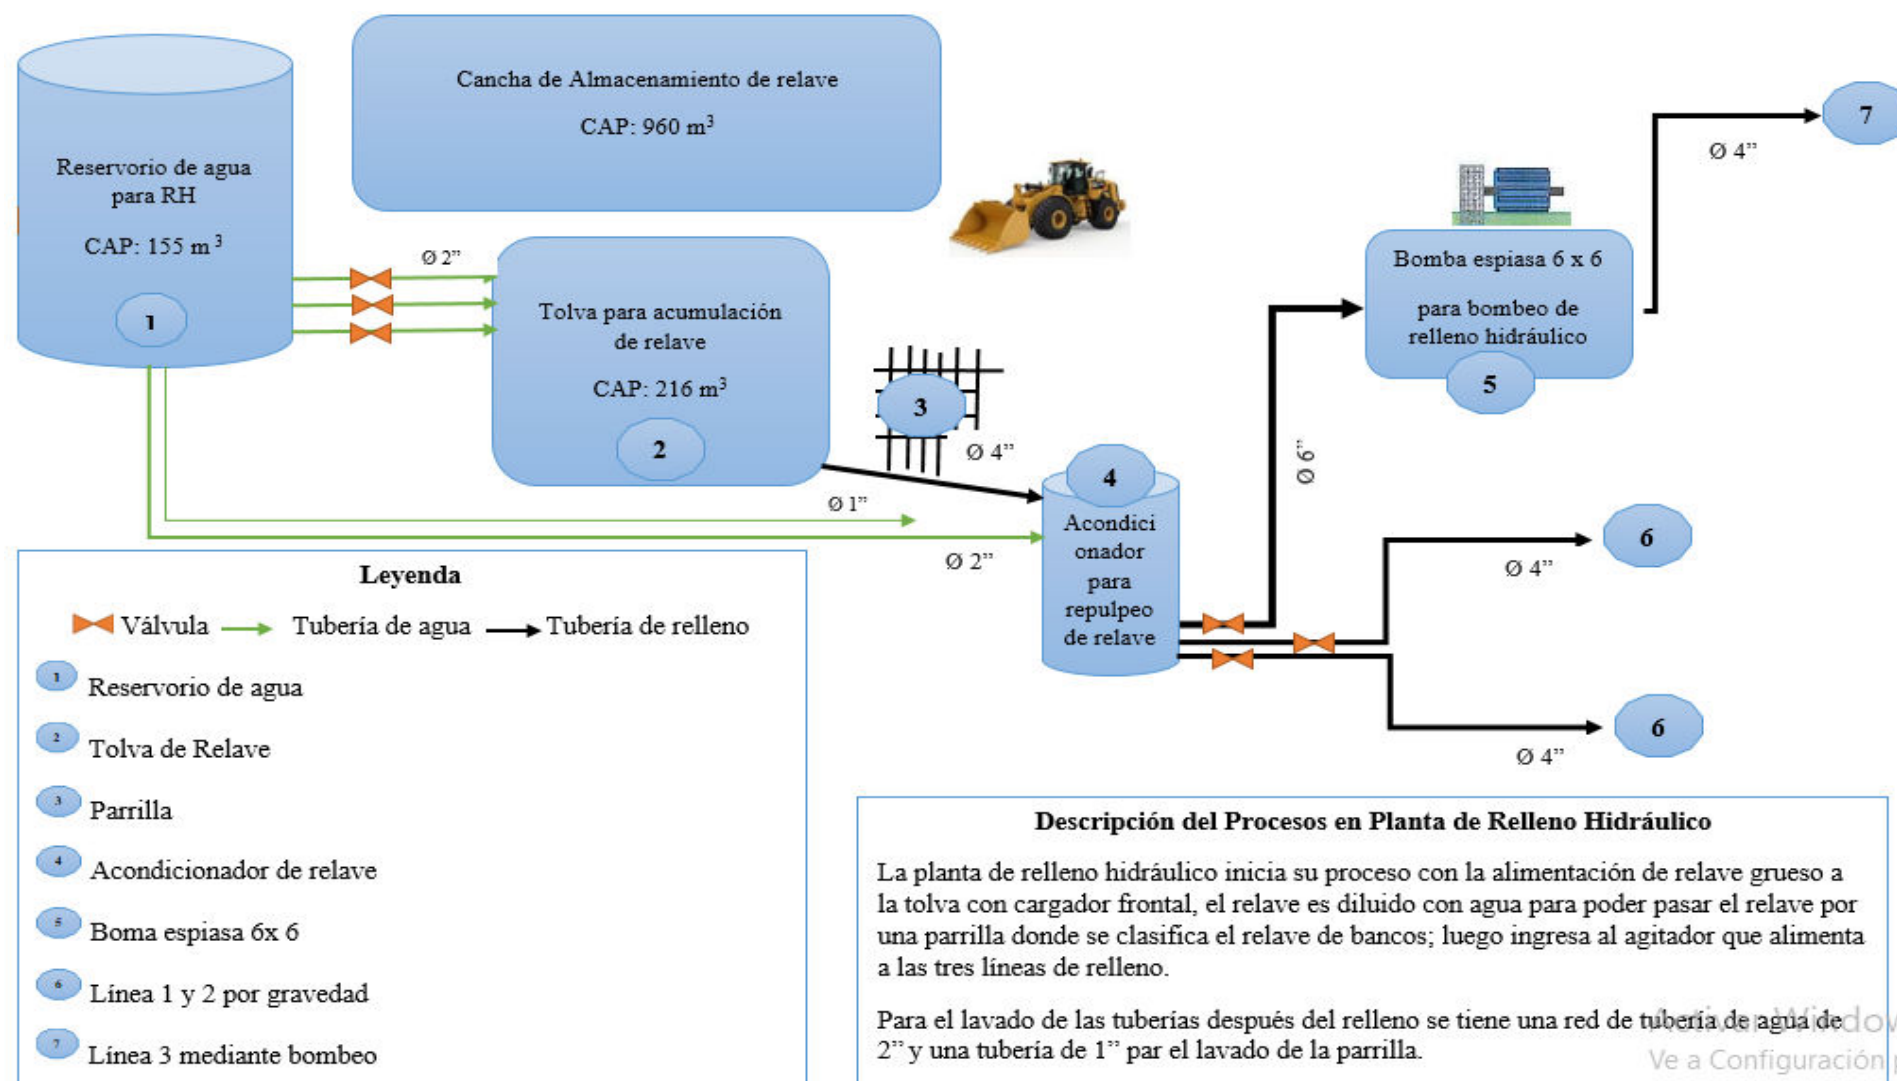 Cancha de Almacenamiento de relave
CAP: 960 m³
7
Ø 4”
Reservorio de agua
para RH
CAP: 155 m³
1
Ø 2”
Tolva para acumulación
de relave
CAP: 216 m³
2
3
Ø 4”
Bomba espiasa 6 x 6
para bombeo de
relleno hidráulico
5
Ø 6”
4
Acondici
onador
para
repulpeo
de relave
Ø 1”
Ø 2”
6
Ø 4”
6
Ø 4”
Leyenda
Válvula Tubería de agua Tubería de relleno
1 Reservorio de agua
2 Tolva de Relave
3 Parrilla
4 Acondicionador de relave
5 Boma espiasa 6x 6
6 Línea 1 y 2 por gravedad
7 Línea 3 mediante bombeo
Descripción del Procesos en Planta de Relleno Hidráulico
La planta de relleno hidráulico inicia su proceso con la alimentación de relave grueso a
la tolva con cargador frontal, el relave es diluido con agua para poder pasar el relave por
una parrilla donde se clasifica el relave de bancos; luego ingresa al agitador que alimenta
a las tres líneas de relleno.
Para el lavado de las tuberías después del relleno se tiene una red de tubería de agua de
2” y una tubería de 1” par el lavado de la parrilla.
Activar Window
Ve a Configuración p